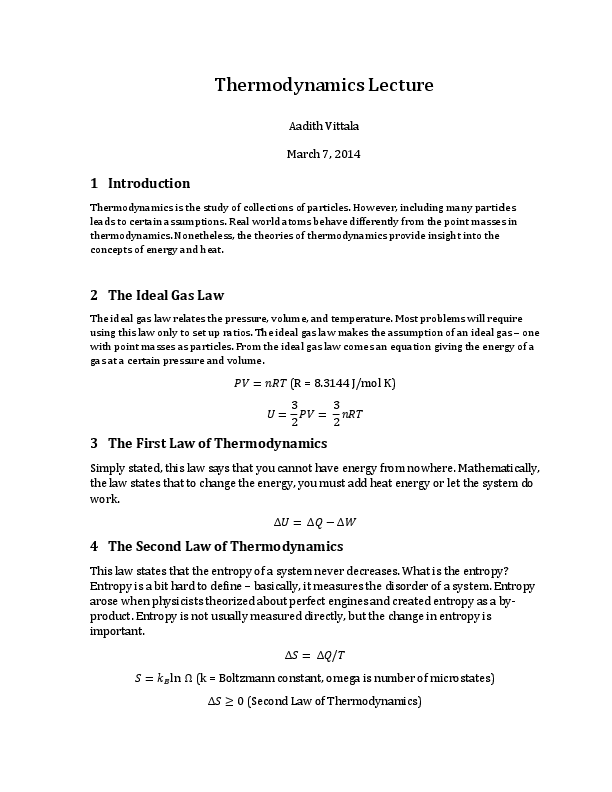 Thermodynamics Lecture
Aadith Vittala
March 7, 2014
1 Introduction
Thermodynamics is the study of collections of particles. However, including many particles
leads to certain assumptions. Real world atoms behave differently from the point masses in
thermodynamics. Nonetheless, the theories of thermodynamics provide insight into the
concepts of energy and heat.
2 The Ideal Gas Law
The ideal gas law relates the pressure, volume, and temperature. Most problems will require
using this law only to set up ratios. The ideal gas law makes the assumption of an ideal gas – one
with point masses as particles. From the ideal gas law comes an equation giving the energy of a
gas at a certain pressure and volume.
PV = nRT (R = 8.3144 J/mol K)
U = 3/2 PV = 3/2 nRT
3 The First Law of Thermodynamics
Simply stated, this law says that you cannot have energy from nowhere. Mathematically,
the law states that to change the energy, you must add heat energy or let the system do
work.
ΔU = ΔQ − ΔW
4 The Second Law of Thermodynamics
This law states that the entropy of a system never decreases. What is the entropy?
Entropy is a bit hard to define – basically, it measures the disorder of a system. Entropy
arose when physicists theorized about perfect engines and created entropy as a by-
product. Entropy is not usually measured directly, but the change in entropy is
important.
ΔS = ΔQ/T
S = k_B ln Ω (k = Boltzmann constant, omega is number of microstates)
ΔS ≥ 0 (Second Law of Thermodynamics)